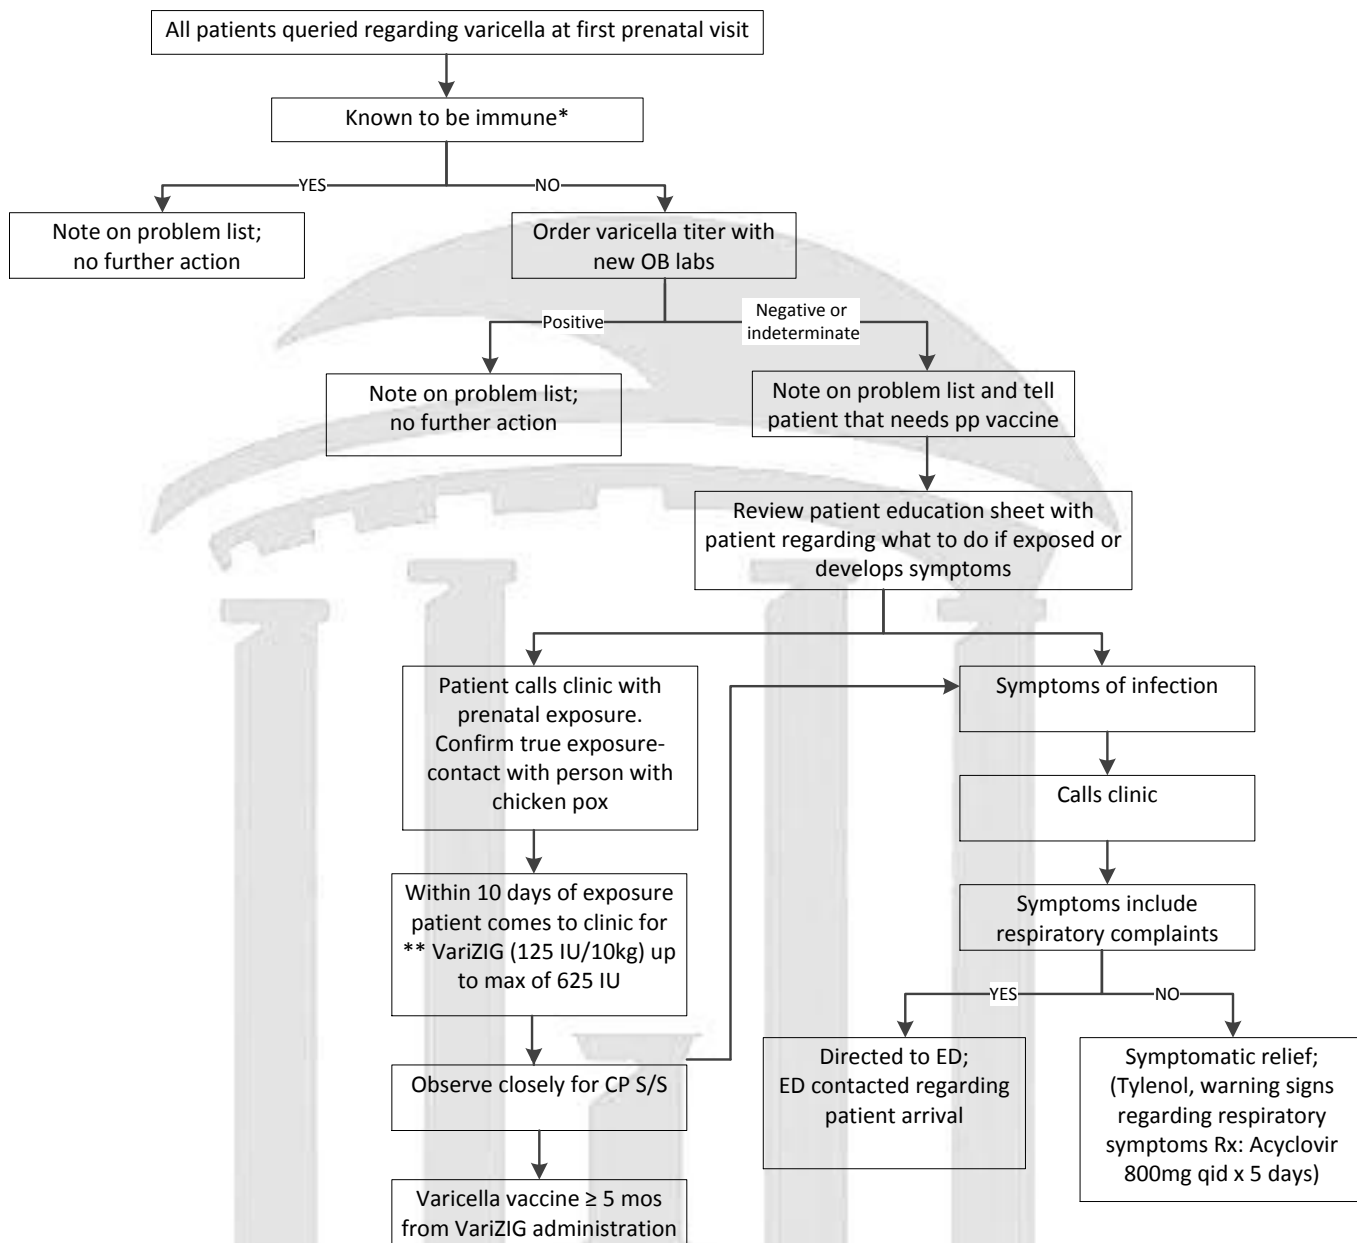 All patients queried regarding varicella at first prenatal visit
Known to be immune*
YES
NO
Note on problem list;
no further action
Order varicella titer with
new OB labs
Positive
Negative or
indeterminate
Note on problem list;
no further action
Note on problem list and tell
patient that needs pp vaccine
Review patient education sheet with
patient regarding what to do if exposed or
develops symptoms
Patient calls clinic with
prenatal exposure.
Confirm true exposure-
contact with person with
chicken pox
Symptoms of infection
Calls clinic
Within 10 days of exposure
patient comes to clinic for
** VariZIG (125 IU/10kg) up
to max of 625 IU
Symptoms include
respiratory complaints
YES
NO
Observe closely for CP S/S
Directed to ED;
ED contacted regarding
patient arrival
Symptomatic relief;
(Tylenol, warning signs
regarding respiratory
symptoms Rx: Acyclovir
800mg qid x 5 days)
Varicella vaccine ≥ 5 mos
from VariZIG administration